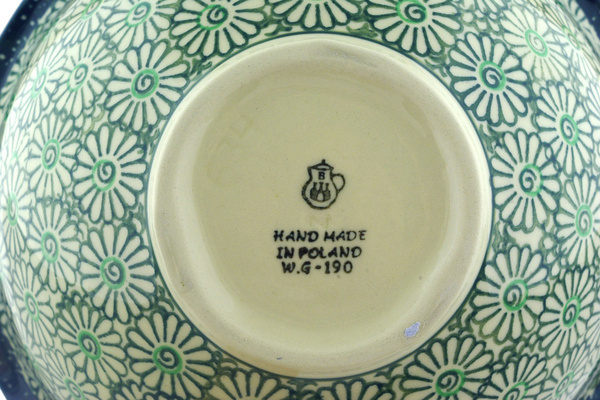 B
HAND MADE
IN POLAND
W.G-190